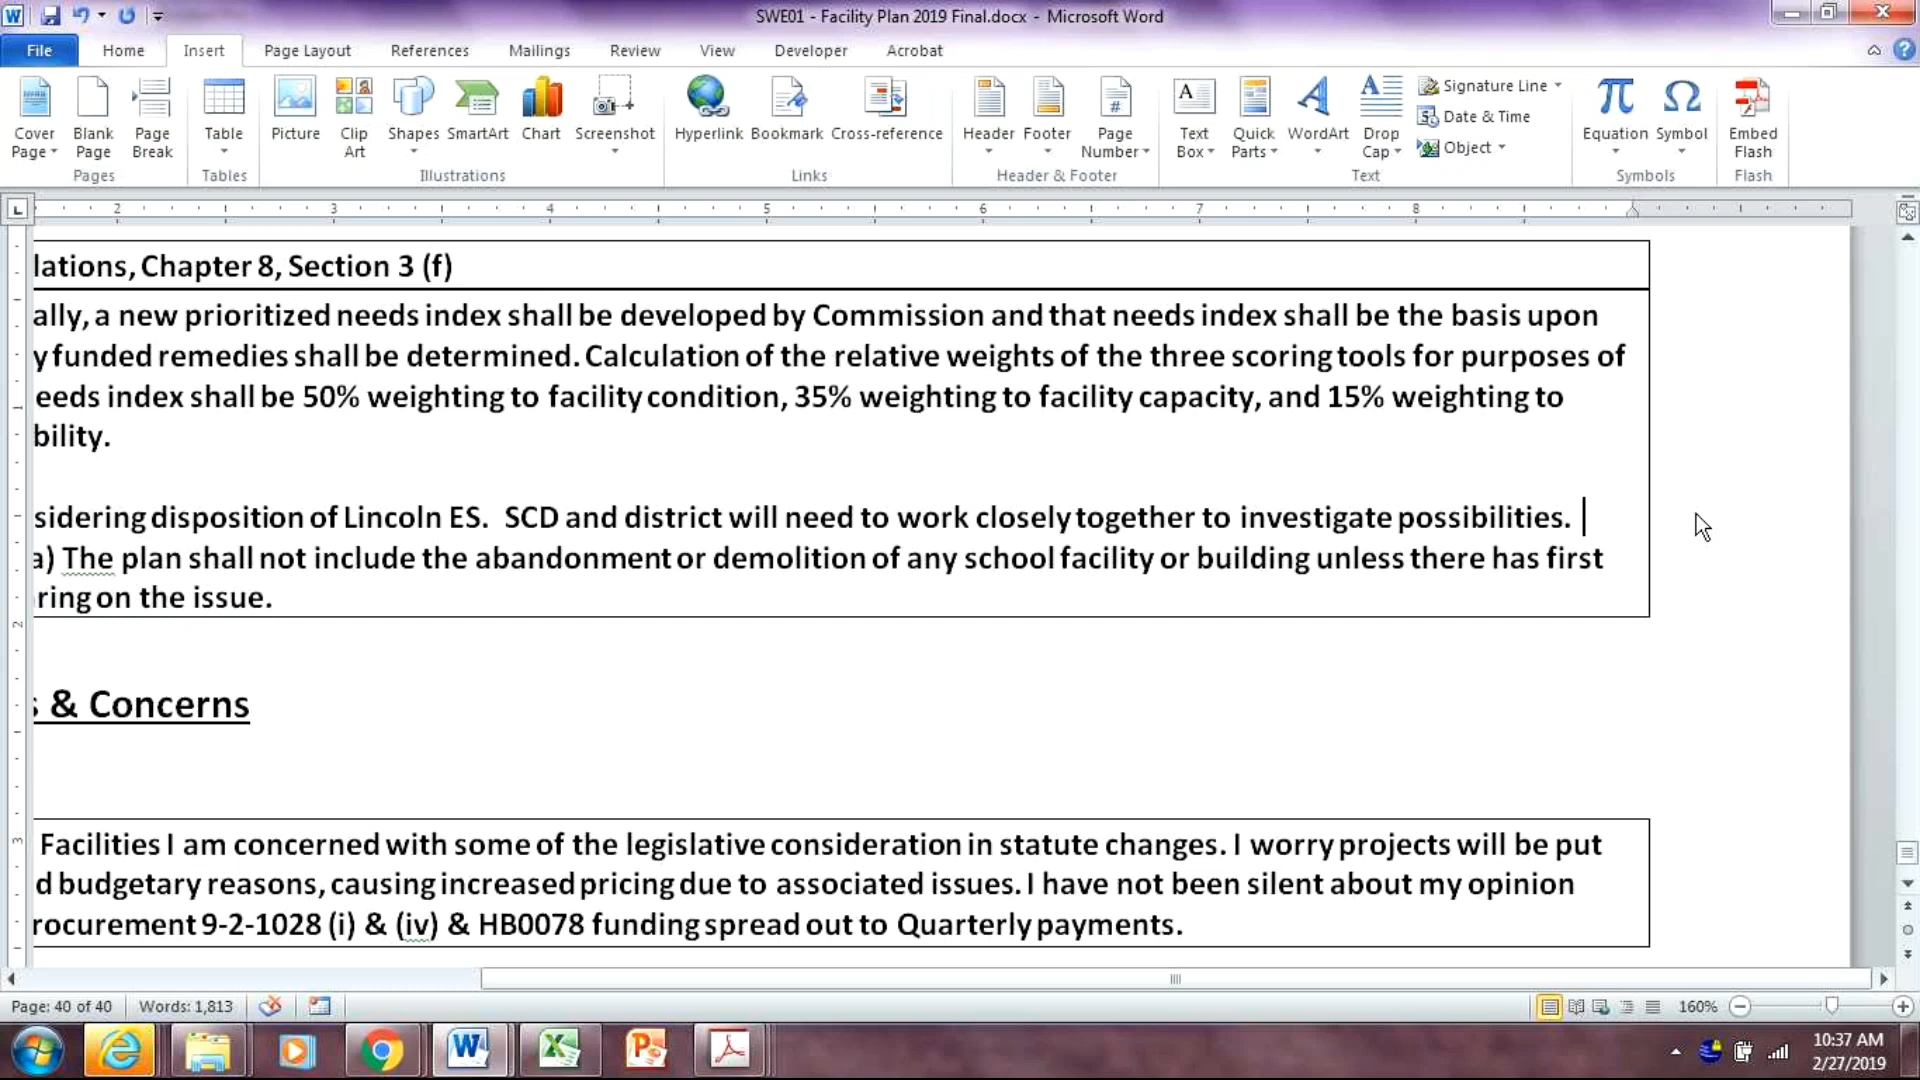 SWE01 - Facility Plan 2019 Final.docx - Microsoft Word
File Home Insert Page Layout References Mailings Review View Developer Acrobat
Cover Page
Blank Page
Page Break
Table
Picture
Clip Art
Shapes
SmartArt
Chart
Screenshot
Hyperlink
Bookmark
Cross-reference
Header
Footer
Page Number
Text Box
Quick Parts
WordArt
Drop Cap
Signature Line
Date & Time
Object
Equation
Symbol
Embed Flash
Pages Tables Illustrations Links Header & Footer Text Symbols Flash
2 3 4 5 6 7 8
lations, Chapter 8, Section 3 (f)
ally, a new prioritized needs index shall be developed by Commission and that needs index shall be the basis upon
y funded remedies shall be determined. Calculation of the relative weights of the three scoring tools for purposes of
eeds index shall be 50% weighting to facility condition, 35% weighting to facility capacity, and 15% weighting to
bility.
sidering disposition of Lincoln ES.  SCD and district will need to work closely together to investigate possibilities.
a) The plan shall not include the abandonment or demolition of any school facility or building unless there has first
ring on the issue.
s & Concerns
Facilities I am concerned with some of the legislative consideration in statute changes. I worry projects will be put
d budgetary reasons, causing increased pricing due to associated issues. I have not been silent about my opinion
rocurement 9-2-1028 (i) & (iv) & HB0078 funding spread out to Quarterly payments.
Page: 40 of 40 Words: 1,813 160%
10:37 AM
2/27/2019